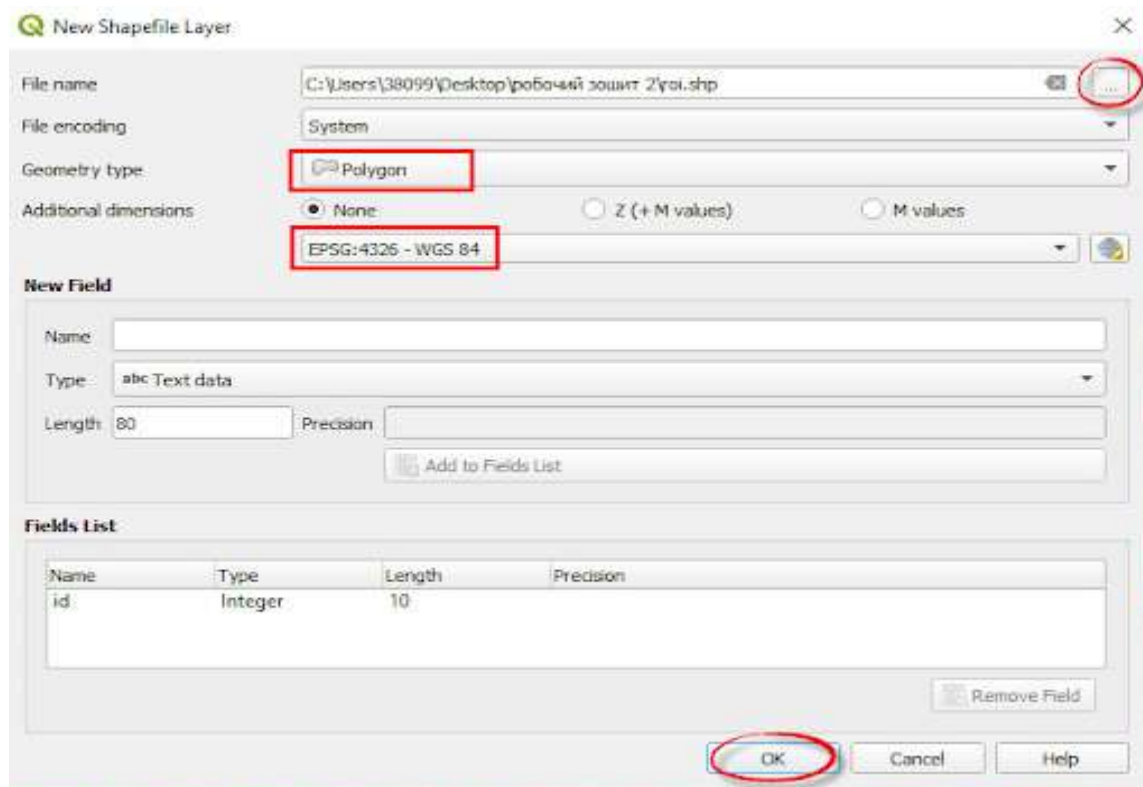 New Shapefile Layer
File name C:\Users\38099\Desktop\робочий зошит 2\roi.shp ...
File encoding System
Geometry type Polygon
Additional dimensions None Z (+ M values) M values
EPSG:4326 - WGS 84
New Field
Name
Type abc Text data
Length 80 Precision
Add to Fields List
Fields List
Name Type Length Precision
id Integer 10
Remove Field
OK Cancel Help